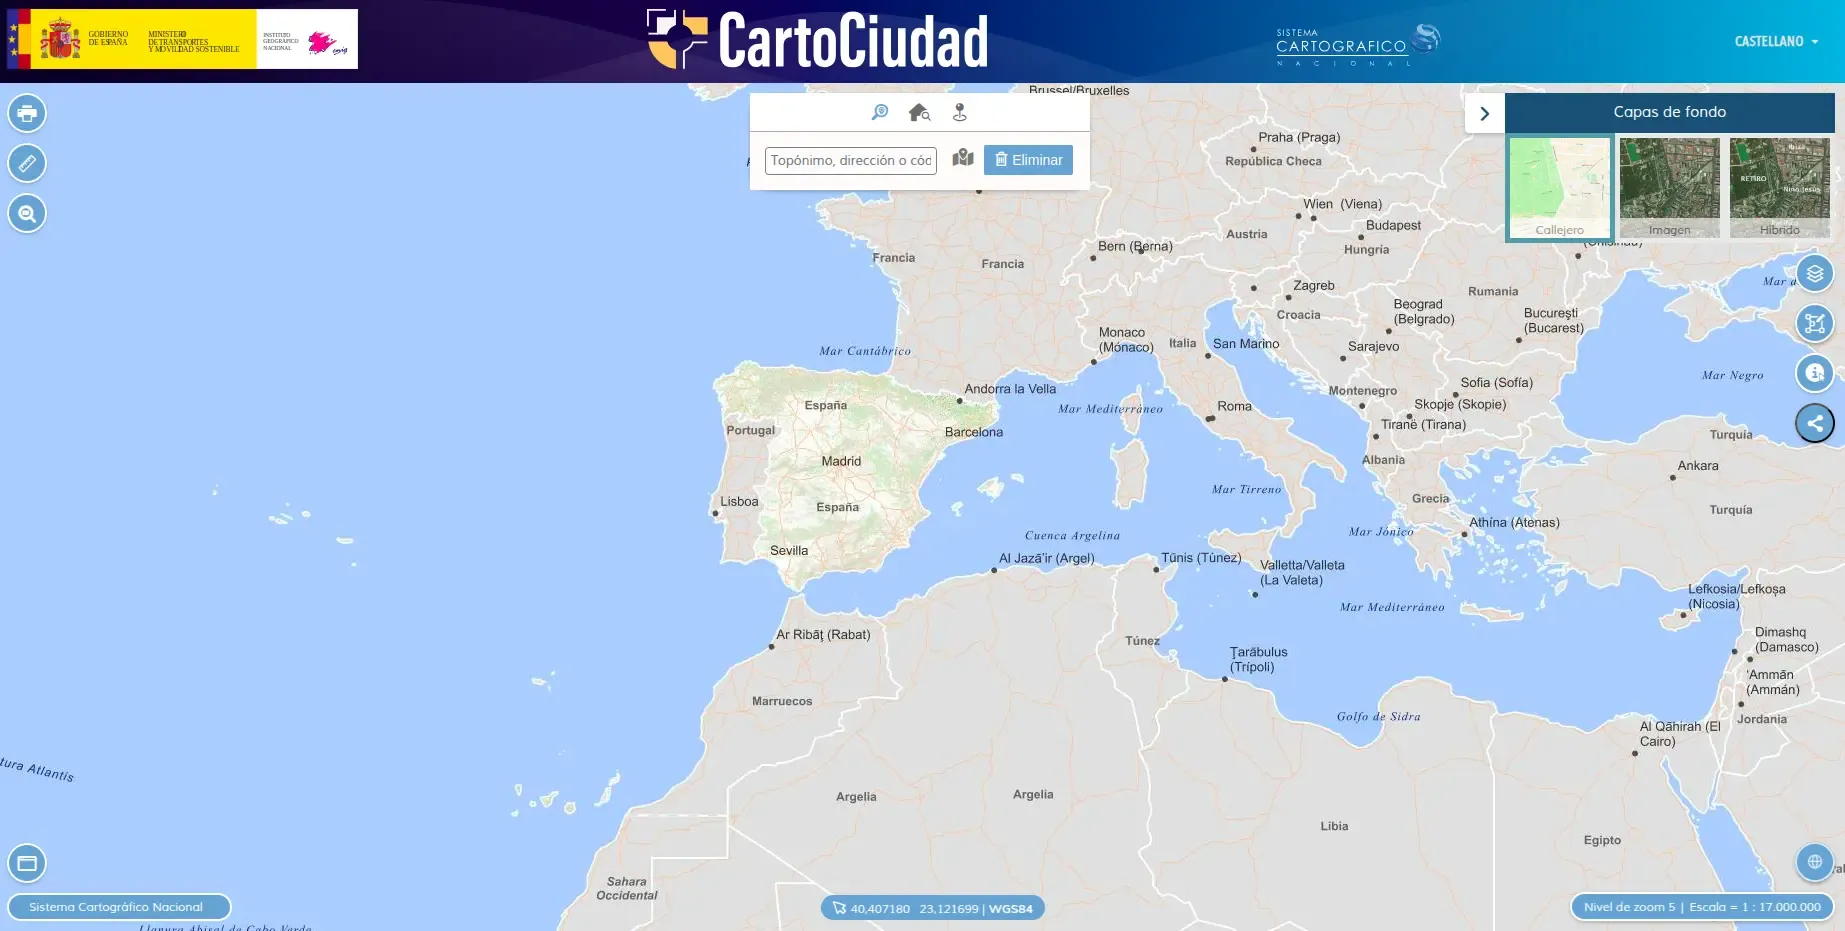 GOBIERNO
DE ESPAÑA
MINISTERIO
DE TRANSPORTES
Y MOVILIDAD SOSTENIBLE
INSTITUTO
GEOGRÁFICO
NACIONAL
cnig
CartoCiudad
SISTEMA
CARTOGRÁFICO
NACIONAL
CASTELLANO
Topónimo, dirección o cód
Eliminar
Capas de fondo
Callejero
Imagen
RETIRO
Híbrido
Brussel/Bruxelles
Praha (Praga)
República Checa
Wien (Viena)
Budapest
Austria
Hungría
Bern (Berna)
Francia
Francia
Zagreb
Croacia
Rumania
Beograd
(Belgrado)
Bucureşti
(Bucarest)
Monaco
(Mónaco)
Italia
San Marino
Sarajevo
Mar Cantábrico
Mar Negro
Andorra la Vella
Montenegro
Sofia (Sofía)
España
Mar Mediterráneo
Roma
Skopje (Skopie)
Portugal
Barcelona
Tiranë (Tirana)
Turquía
Madrid
Albania
Ankara
Mar Tirreno
Lisboa
España
Grecia
Turquía
Athína (Atenas)
Mar Jónico
Cuenca Argelina
Sevilla
Al Jazā'ir (Argel)
Tūnis (Túnez)
Valletta/Valleta
(La Valeta)
Lefkosia/Lefkoşa
(Nicosia)
Mar Mediterráneo
Ar Ribāţ (Rabat)
Túnez
Dimashq
(Damasco)
Ţarābulus
(Trípoli)
'Ammān
(Ammán)
Marruecos
Golfo de Sidra
Jordania
Al Qāhirah (El
Cairo)
tura Atlantis
Argelia
Argelia
Libia
Egipto
Sahara
Occidental
Sistema Cartográfico Nacional
40,407180 23,121699 | WGS84
Nivel de zoom 5 | Escala = 1 : 17.000.000
Llanura Abisal de Cabo Verde